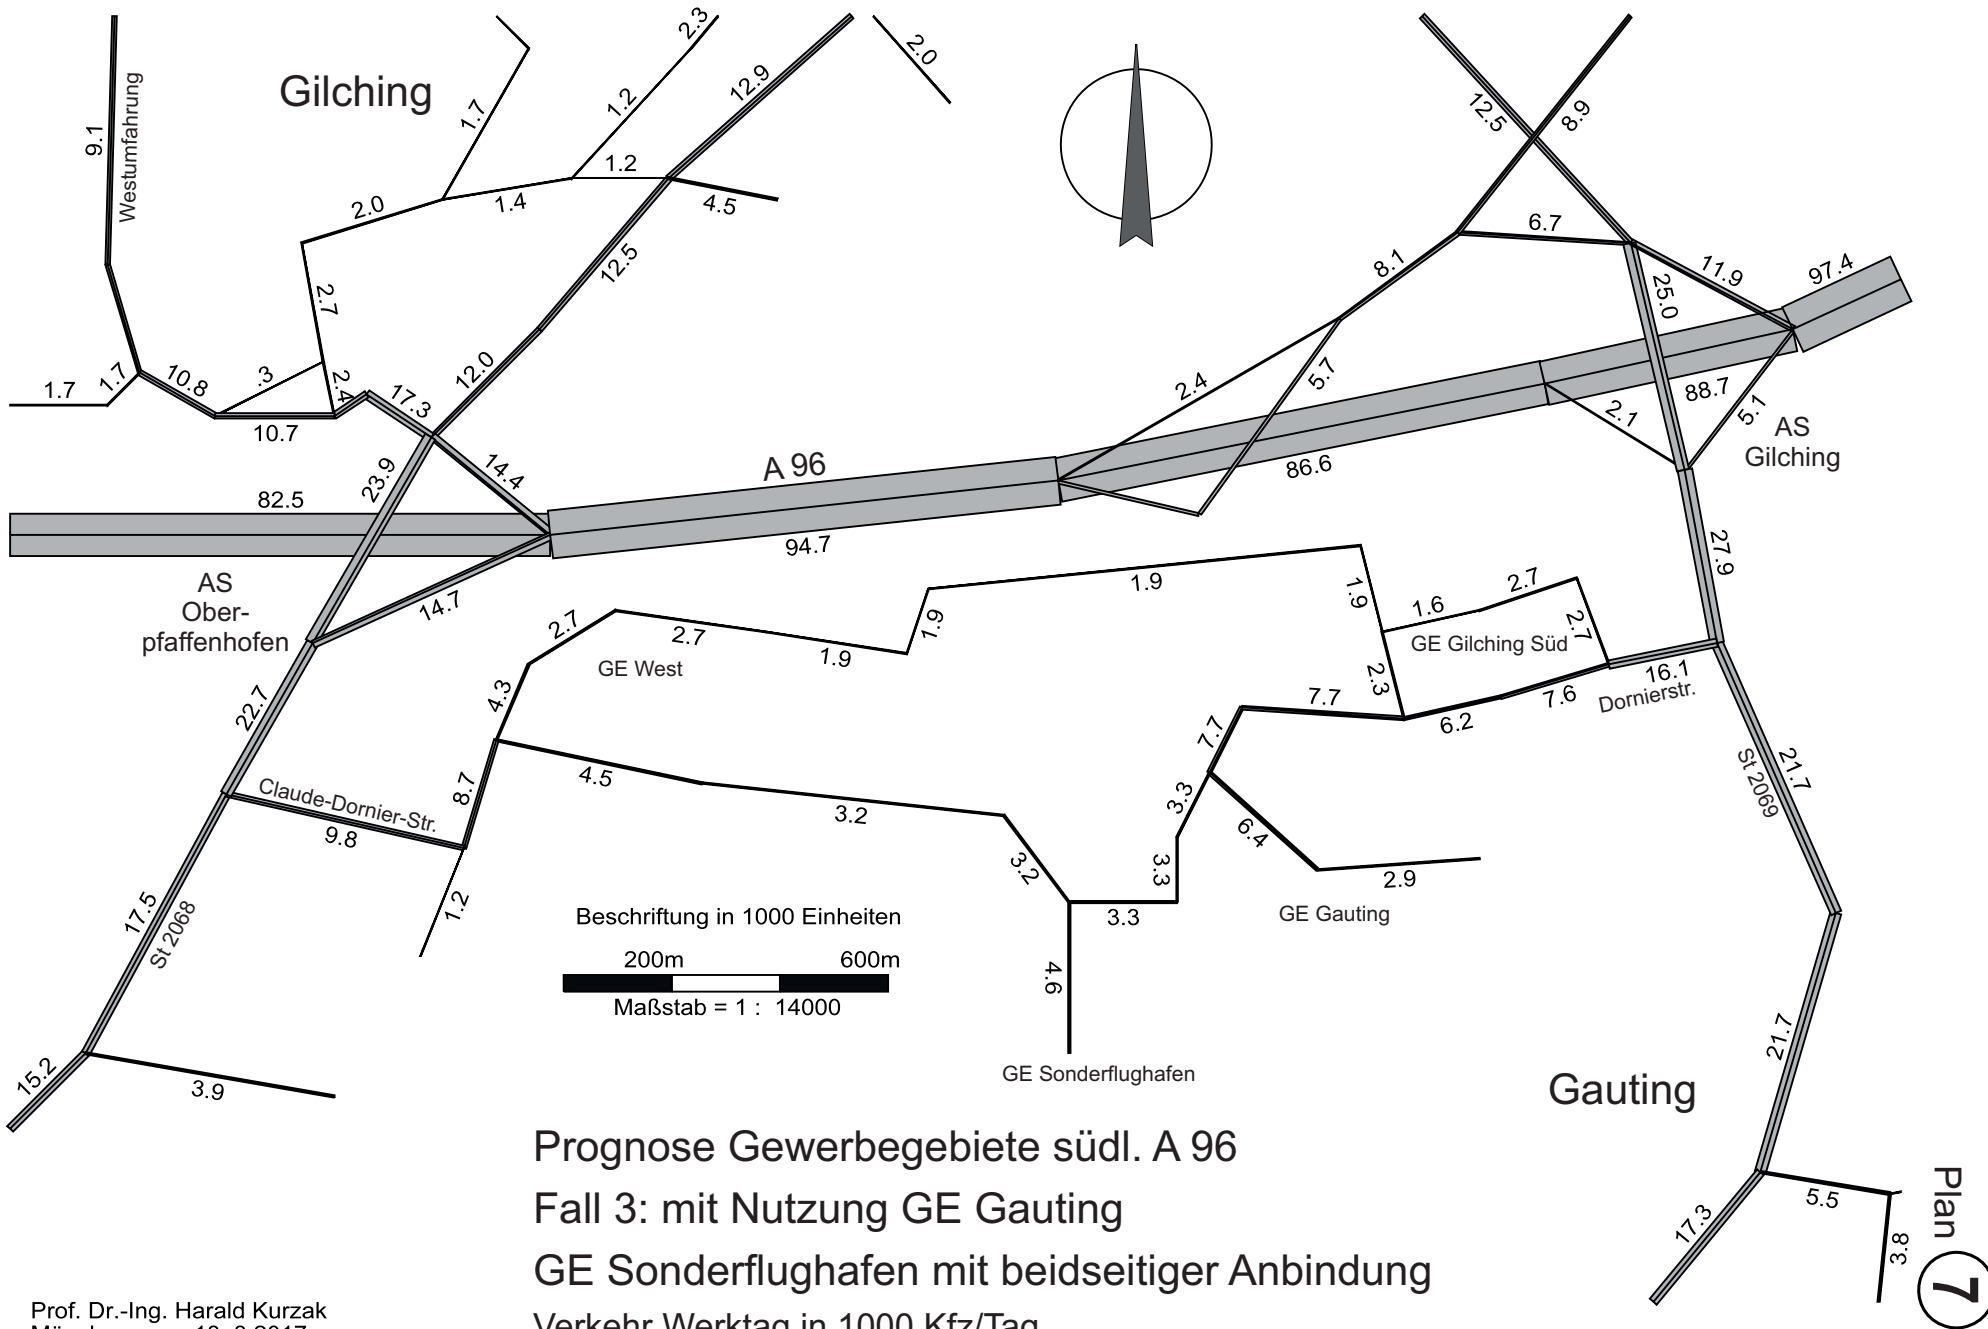 Gilching
9.1
Westumfahrung
1.7
1.2
2.3
12.9
2.0
12.5
8.9
2.0
1.4
1.2
4.5
6.7
2.7
12.5
8.1
25.0
11.9
97.4
1.7
1.7
10.8
.3
2.4
17.3
12.0
10.7
2.4
5.7
2.1
88.7
5.1
AS
Gilching
23.9
14.4
A 96
82.5
94.7
86.6
27.9
AS
Ober-
pfaffenhofen
14.7
2.7
2.7
1.9
1.9
1.9
1.9
1.6
2.7
2.7
GE West
GE Gilching Süd
4.3
2.3
22.7
7.7
7.7
6.2
7.6
16.1
Dornierstr.
Claude-Dornier-Str.
9.8
8.7
4.5
3.2
3.2
3.3
3.3
3.3
6.4
2.9
21.7
St 2069
17.5
St 2068
1.2
Beschriftung in 1000 Einheiten
200m
600m
Maßstab = 1 : 14000
4.6
GE Gauting
GE Sonderflughafen
15.2
3.9
21.7
Gauting
17.3
5.5
3.8
Plan
7
Prognose Gewerbegebiete südl. A 96
Fall 3: mit Nutzung GE Gauting
GE Sonderflughafen mit beidseitiger Anbindung
Verkehr Werktag in 1000 Kfz/Tag
Prof. Dr.-Ing. Harald Kurzak